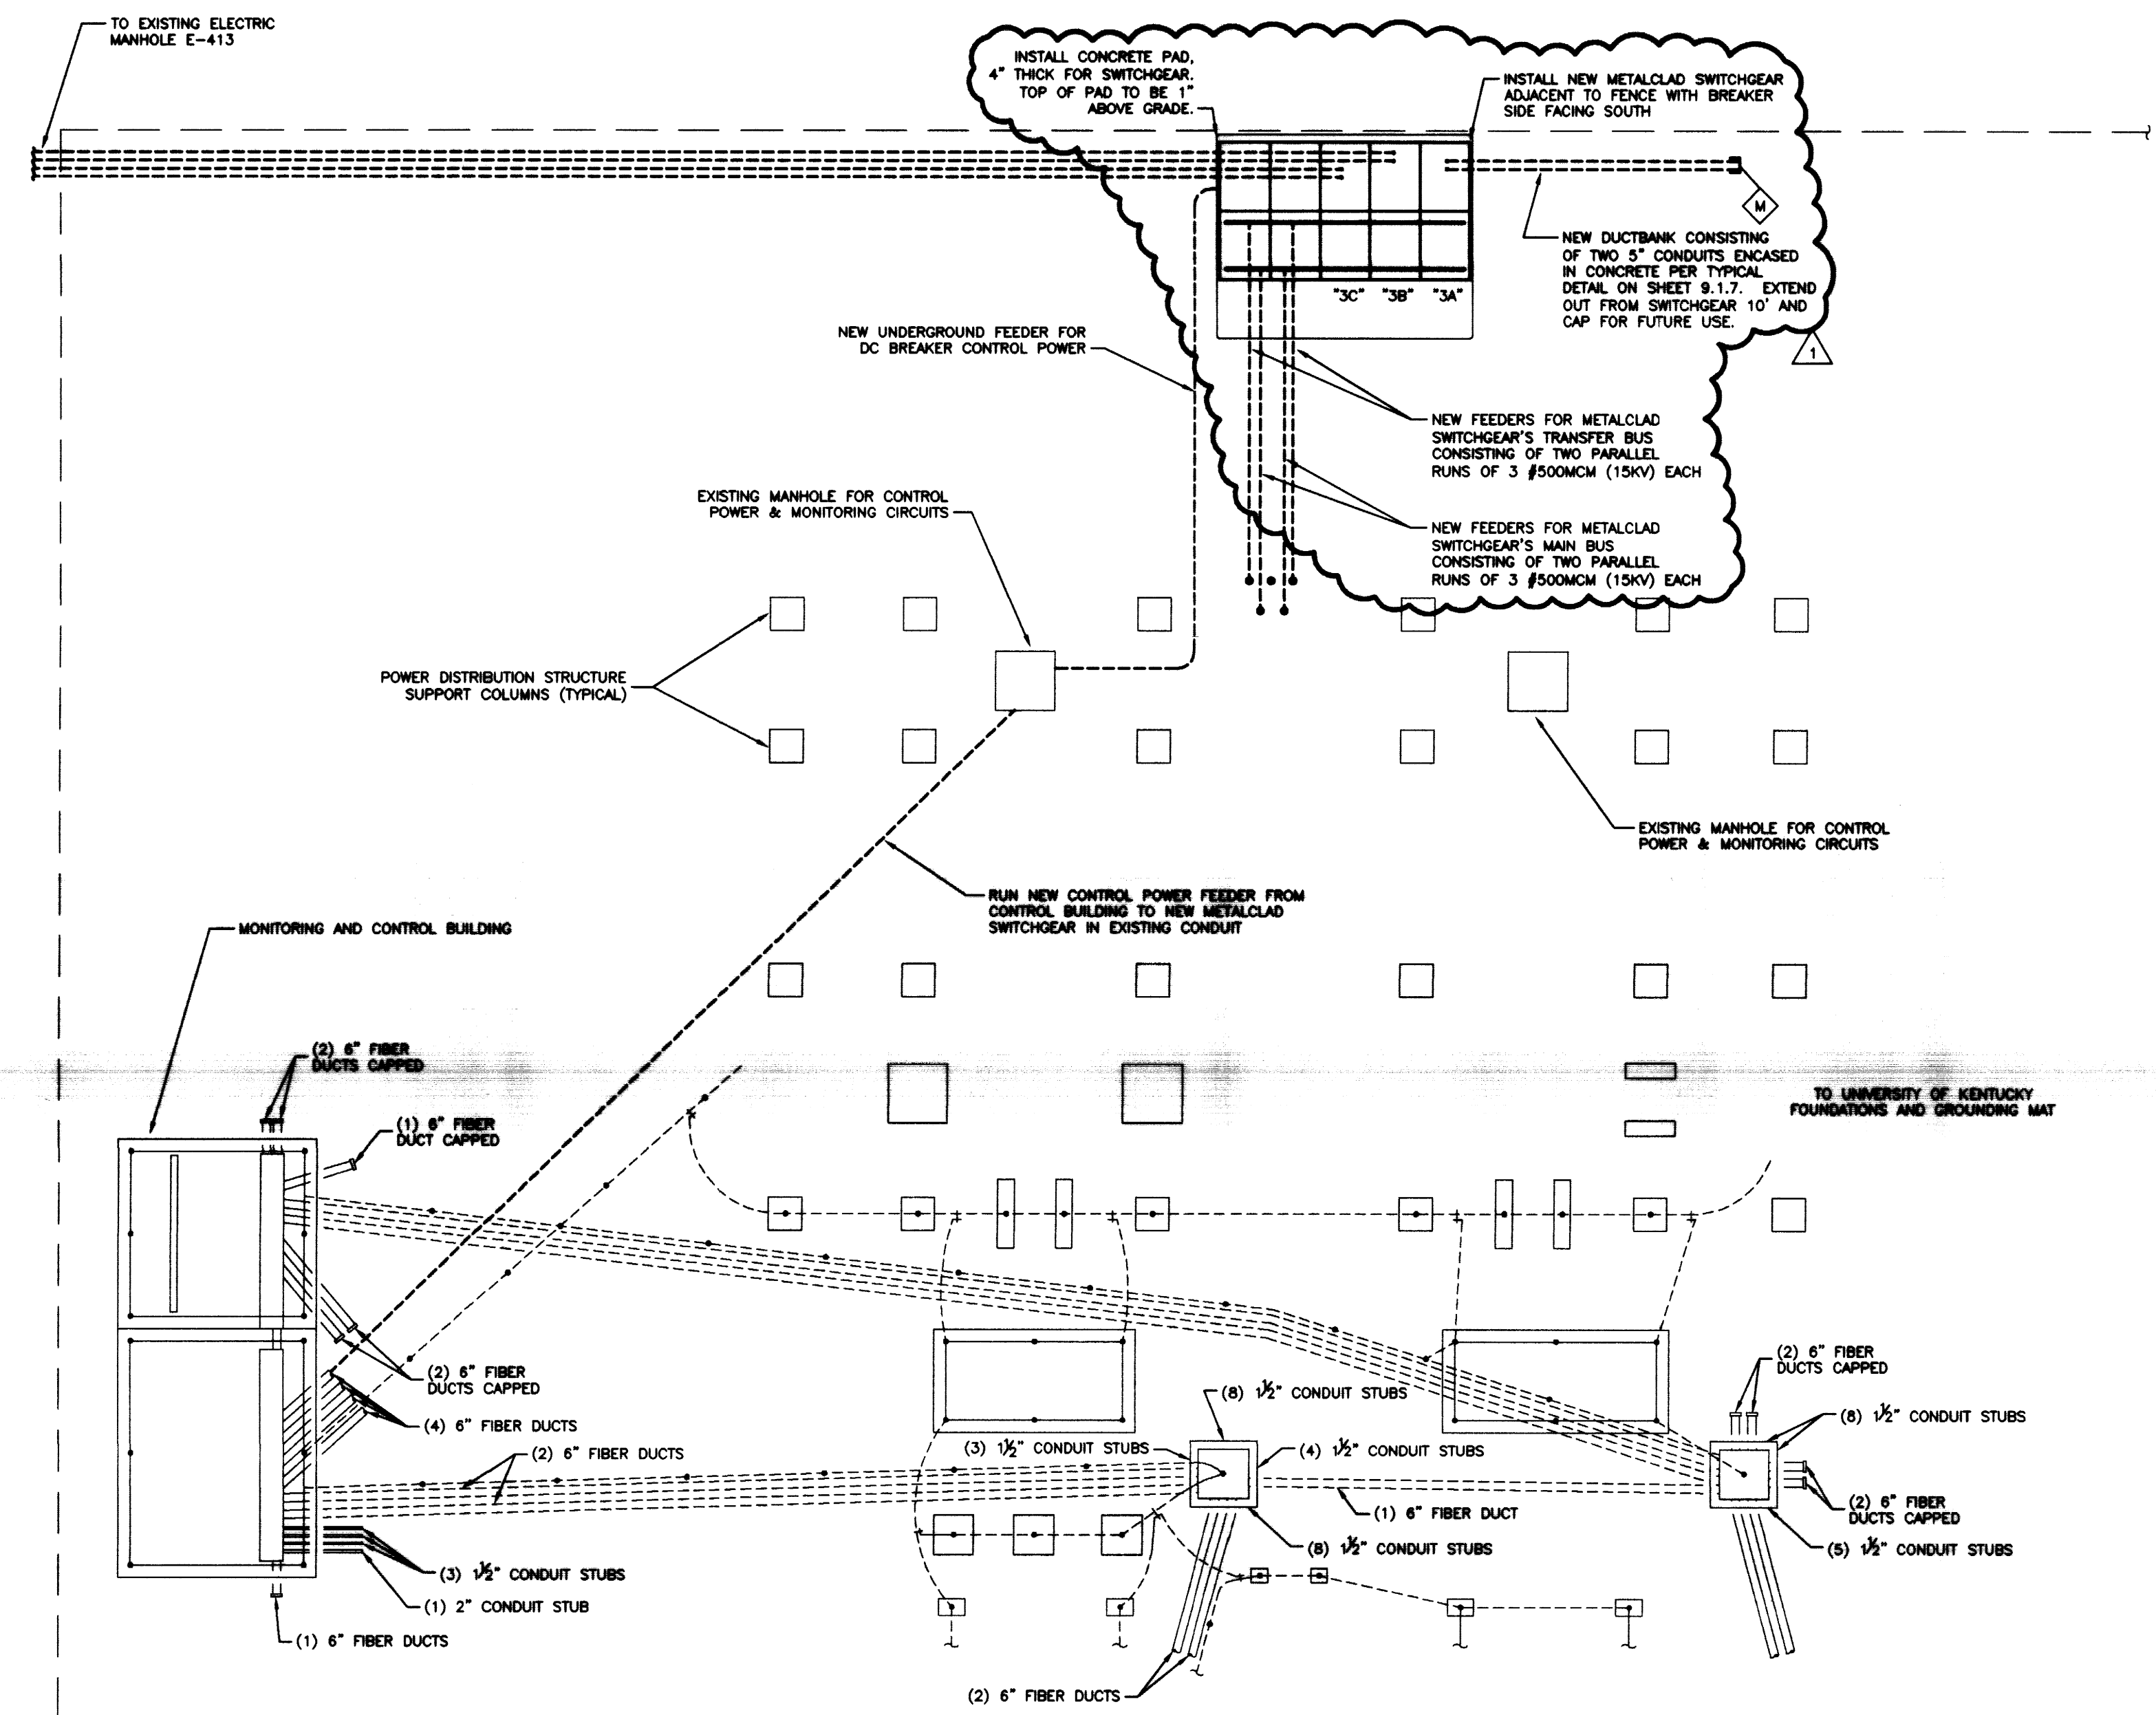 TO EXISTING ELECTRIC
MANHOLE E-413
INSTALL CONCRETE PAD,
4" THICK FOR SWITCHGEAR.
TOP OF PAD TO BE 1"
ABOVE GRADE.
INSTALL NEW METALCLAD SWITCHGEAR
ADJACENT TO FENCE WITH BREAKER
SIDE FACING SOUTH
M
NEW DUCTBANK CONSISTING
OF TWO 5" CONDUITS ENCASED
IN CONCRETE PER TYPICAL
DETAIL ON SHEET 9.1.7. EXTEND
OUT FROM SWITCHGEAR 10' AND
CAP FOR FUTURE USE.
1
"3C" "3B" "3A"
NEW UNDERGROUND FEEDER FOR
DC BREAKER CONTROL POWER
NEW FEEDERS FOR METALCLAD
SWITCHGEAR'S TRANSFER BUS
CONSISTING OF TWO PARALLEL
RUNS OF 3 #500MCM (15KV) EACH
EXISTING MANHOLE FOR CONTROL
POWER & MONITORING CIRCUITS
NEW FEEDERS FOR METALCLAD
SWITCHGEAR'S MAIN BUS
CONSISTING OF TWO PARALLEL
RUNS OF 3 #500MCM (15KV) EACH
POWER DISTRIBUTION STRUCTURE
SUPPORT COLUMNS (TYPICAL)
EXISTING MANHOLE FOR CONTROL
POWER & MONITORING CIRCUITS
RUN NEW CONTROL POWER FEEDER FROM
CONTROL BUILDING TO NEW METALCLAD
SWITCHGEAR IN EXISTING CONDUIT
MONITORING AND CONTROL BUILDING
(2) 6" FIBER
DUCTS CAPPED
(1) 6" FIBER
DUCT CAPPED
TO UNIVERSITY OF KENTUCKY
FOUNDATIONS AND GROUNDING MAT
(2) 6" FIBER
DUCTS CAPPED
(4) 6" FIBER DUCTS
(2) 6" FIBER DUCTS
(8) 1½" CONDUIT STUBS
(3) 1½" CONDUIT STUBS
(4) 1½" CONDUIT STUBS
(2) 6" FIBER
DUCTS CAPPED
(8) 1½" CONDUIT STUBS
(1) 6" FIBER DUCT
(2) 6" FIBER
DUCTS CAPPED
(8) 1½" CONDUIT STUBS
(5) 1½" CONDUIT STUBS
(3) 1½" CONDUIT STUBS
(1) 2" CONDUIT STUB
(1) 6" FIBER DUCTS
(2) 6" FIBER DUCTS